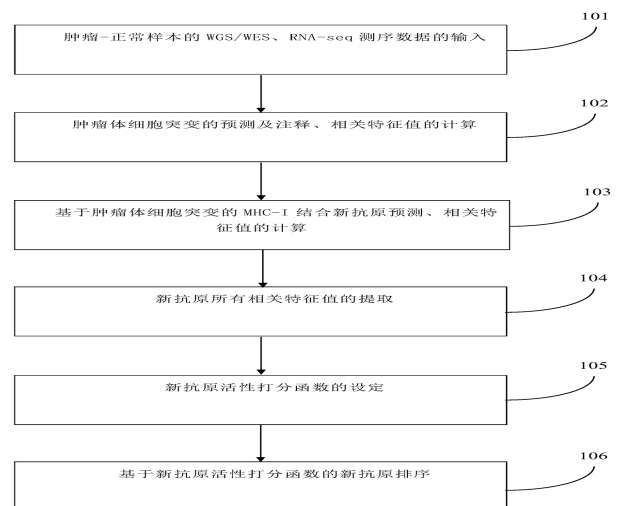 101
肿瘤-正常样本的 WGS/WES、RNA-seq 测序数据的输入
102
肿瘤体细胞突变的预测及注释、相关特征值的计算
103
基于肿瘤体细胞突变的 MHC-I 结合新抗原预测、相关特
征值的计算
104
新抗原所有相关特征值的提取
105
新抗原活性打分函数的设定
106
基于新抗原活性打分函数的新抗原排序